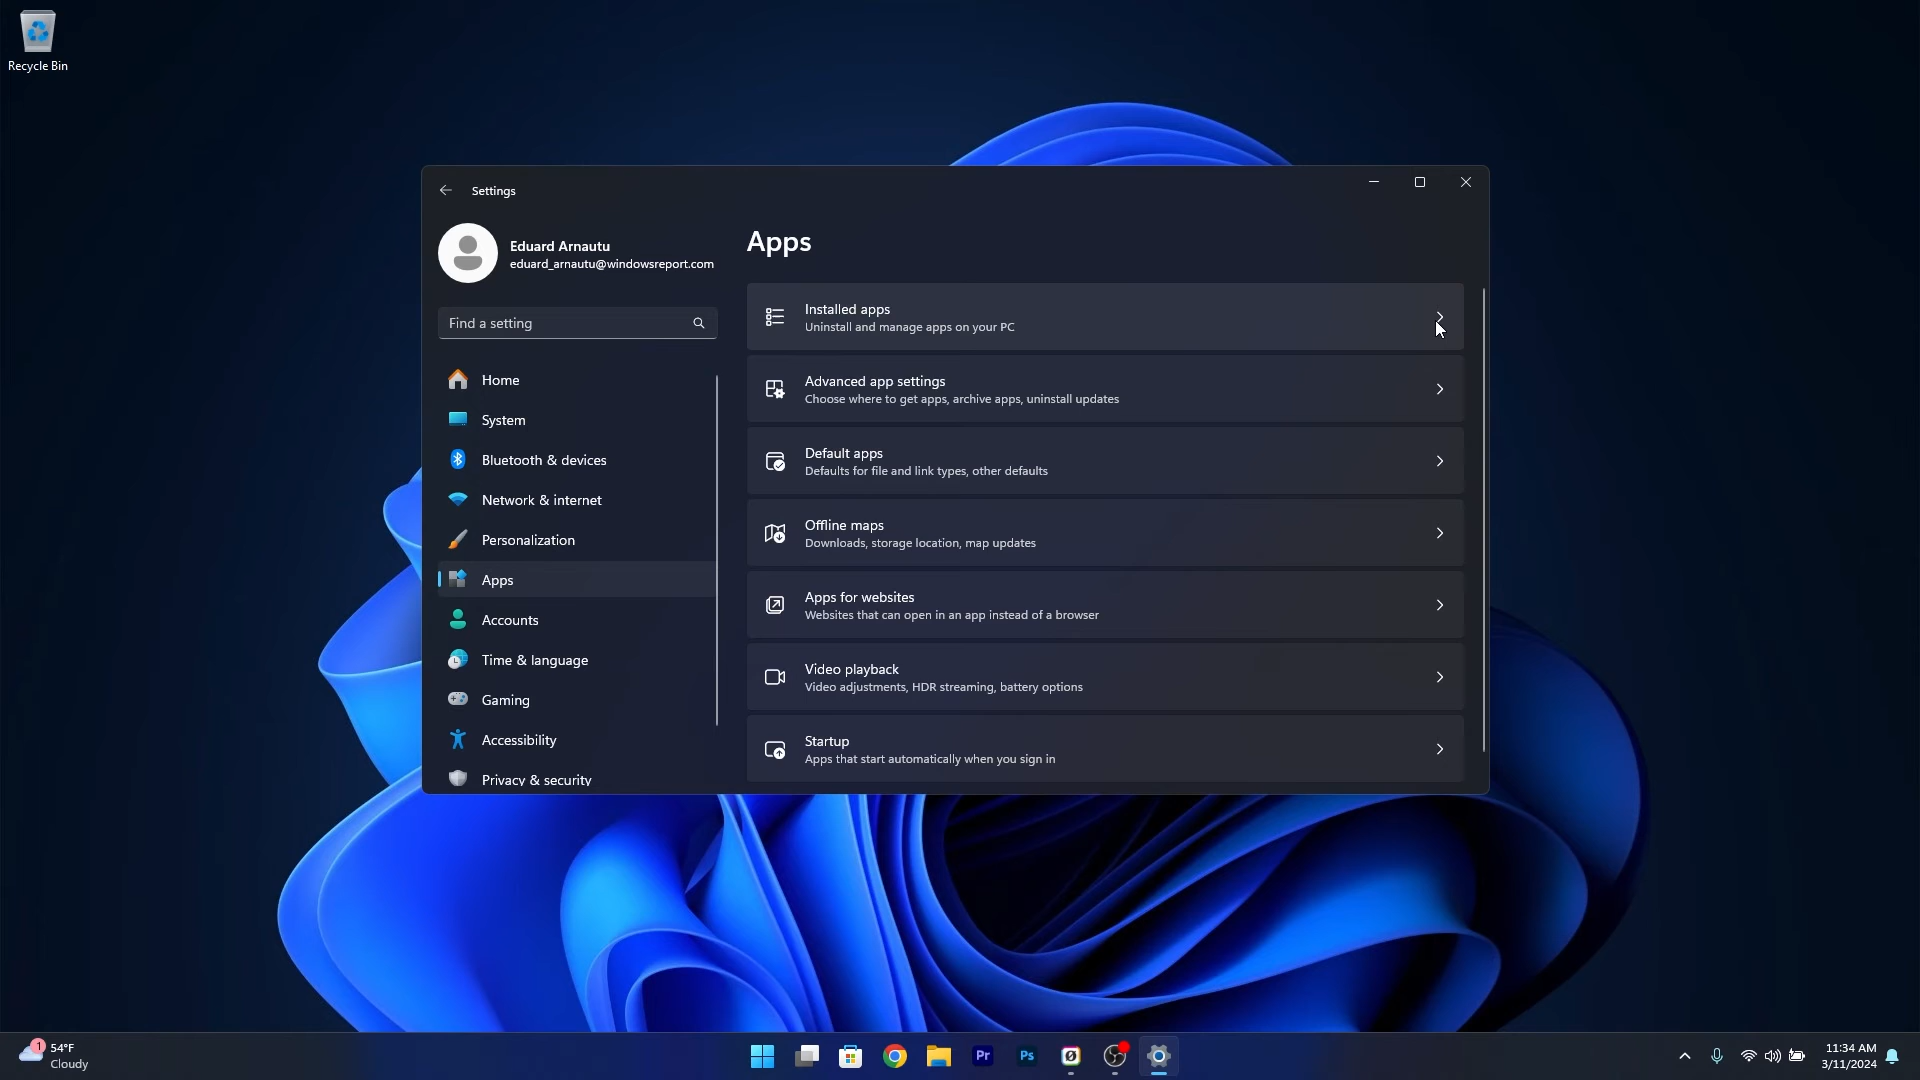 Recycle Bin
Settings
Eduard Arnautu
eduard_arnautu@windowsreport.com
Find a setting
Home
System
Bluetooth & devices
Network & internet
Personalization
Apps
Accounts
Time & language
Gaming
Accessibility
Privacy & security
Apps
Installed apps
Uninstall and manage apps on your PC
Advanced app settings
Choose where to get apps, archive apps, uninstall updates
Default apps
Defaults for file and link types, other defaults
Offline maps
Downloads, storage location, map updates
Apps for websites
Websites that can open in an app instead of a browser
Video playback
Video adjustments, HDR streaming, battery options
Startup
Apps that start automatically when you sign in
1
54°F
Cloudy
Pr
Ps
11:34 AM
3/11/2024